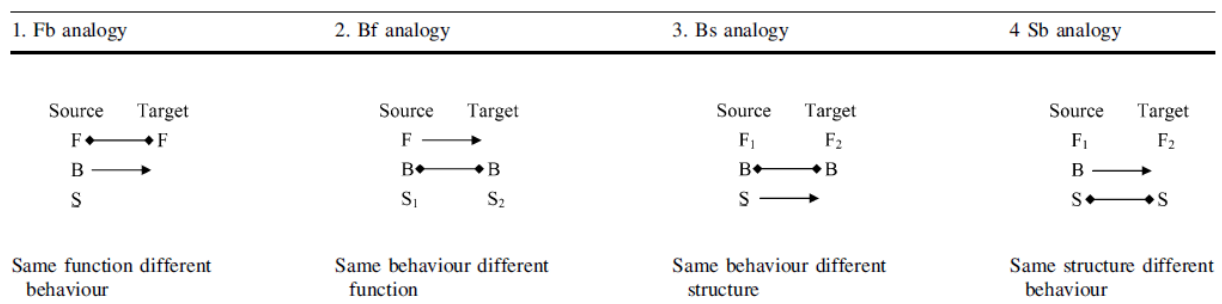 1. Fb analogy 2. Bf analogy 3. Bs analogy 4 Sb analogy
Source Target Source Target Source Target Source Target
F F F F₁ F₂ F₁ F₂
B B B B B B
S S₁ S₂ S S S
Same function different Same behaviour different Same behaviour different Same structure different
behaviour function structure behaviour